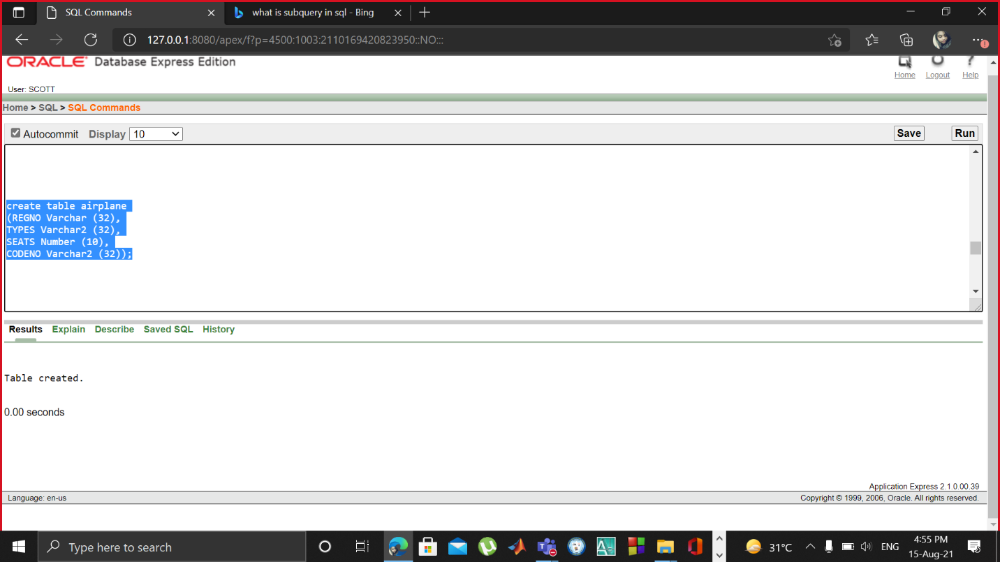 SQL Commands
what is subquery in sql - Bing
127.0.0.1:8080/apex/f?p=4500:1003:2110169420823950::NO:::
ORACLE Database Express Edition
Home Logout Help
User: SCOTT
Home > SQL > SQL Commands
Autocommit Display 10 Save Run
create table airplane
(REGNO Varchar (32),
TYPES Varchar2 (32),
SEATS Number (10),
CODENO Varchar2 (32));
Results Explain Describe Saved SQL History
Table created.
0.00 seconds
Application Express 2.1.0.00.39
Language: en-us Copyright © 1999, 2006, Oracle. All rights reserved.
Type here to search
31°C ENG 4:55 PM
15-Aug-21